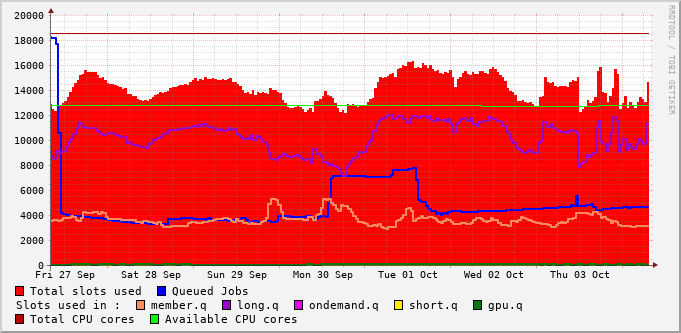 20000
18000
16000
14000
12000
10000
8000
6000
4000
2000
0
Fri 27 Sep Sat 28 Sep Sun 29 Sep Mon 30 Sep Tue 01 Oct Wed 02 Oct Thu 03 Oct
Total slots used Queued Jobs
Slots used in : member.q long.q ondemand.q short.q gpu.q
Total CPU cores Available CPU cores
RRDTOOL / TOBI OETIKER